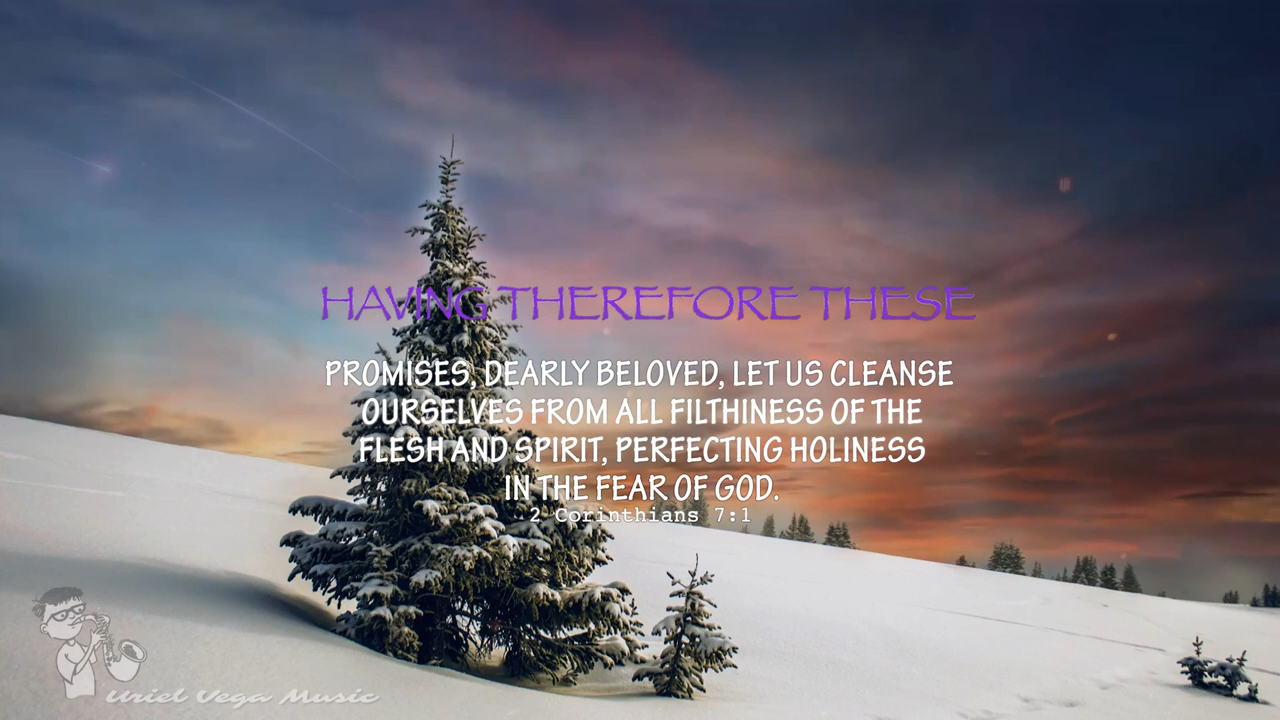 HAVING THEREFORE THESE
PROMISES, DEARLY BELOVED, LET US CLEANSE
OURSELVES FROM ALL FILTHINESS OF THE
FLESH AND SPIRIT, PERFECTING HOLINESS
IN THE FEAR OF GOD.
2 Corinthians 7:1
Uriel Vega Music